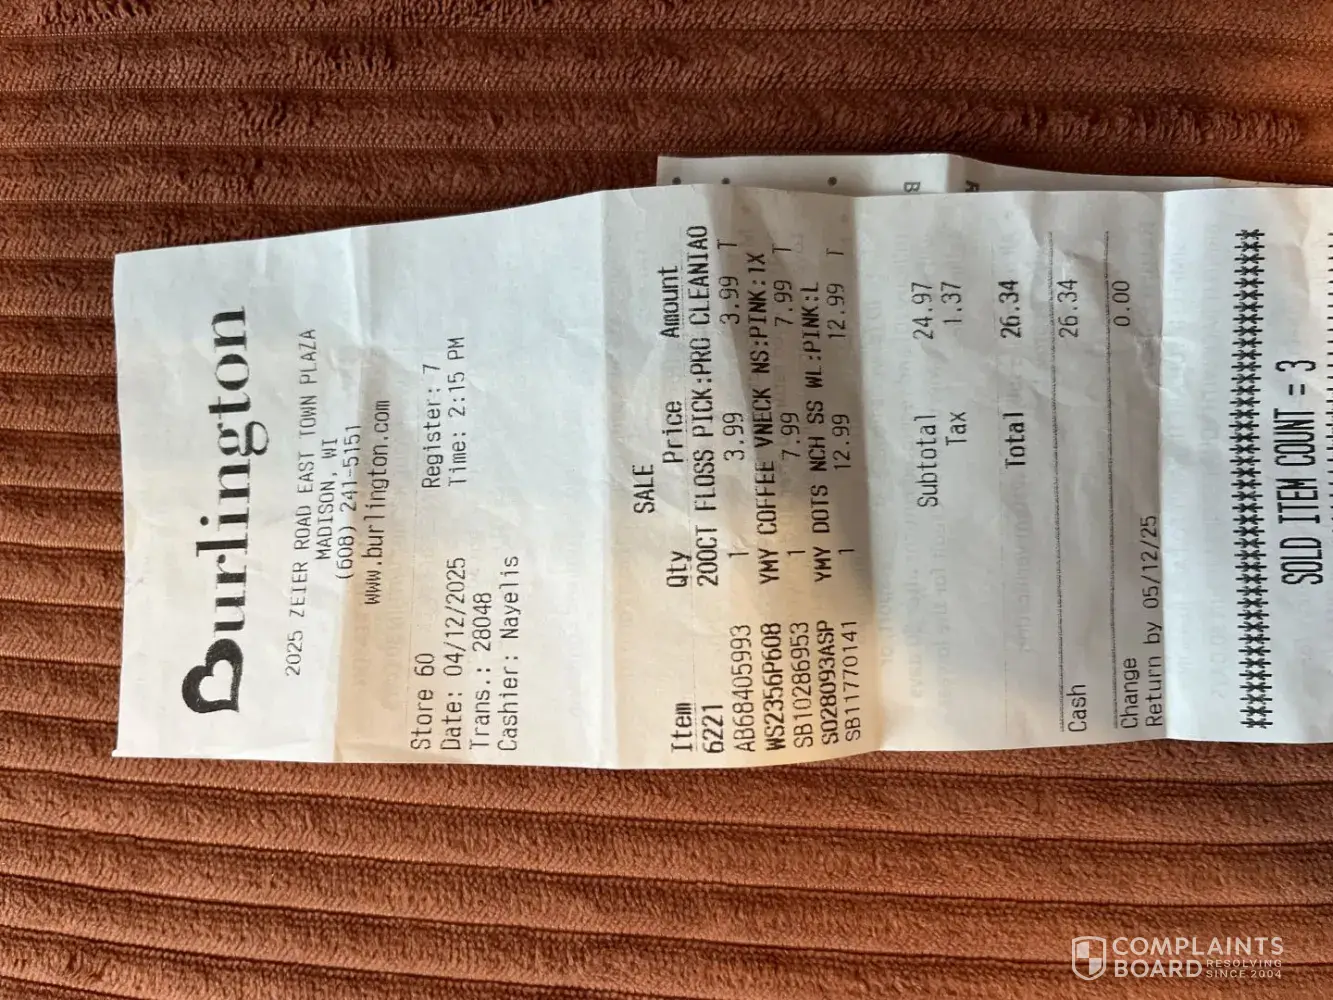 Burlington
2025 ZEIER ROAD EAST TOWN PLAZA
MADISON, WI
(608) 241-5151
www.burlington.com
Store 60 Register: 7
Date: 04/12/2025 Time: 2:15 PM
Trans.: 28048
Cashier: Nayelis
SALE
Item Qty Price Amount
6221 200CT FLOSS PICK:PRO CLEANIAO
AB68405993 1 3.99 3.99 T
WS2356P608 YMY COFFEE VNECK NS:PINK:1X
SB10286953 1 7.99 7.99 T
S028093ASP YMY DOTS NCH SS WL:PINK:L
SB11770141 1 12.99 12.99 T
Subtotal 24.97
Tax 1.37
Total 26.34
Cash 26.34
Change 0.00
Return by 05/12/25
SOLD ITEM COUNT = 3
COMPLAINTS
BOARD RESOLVING
SINCE 2004